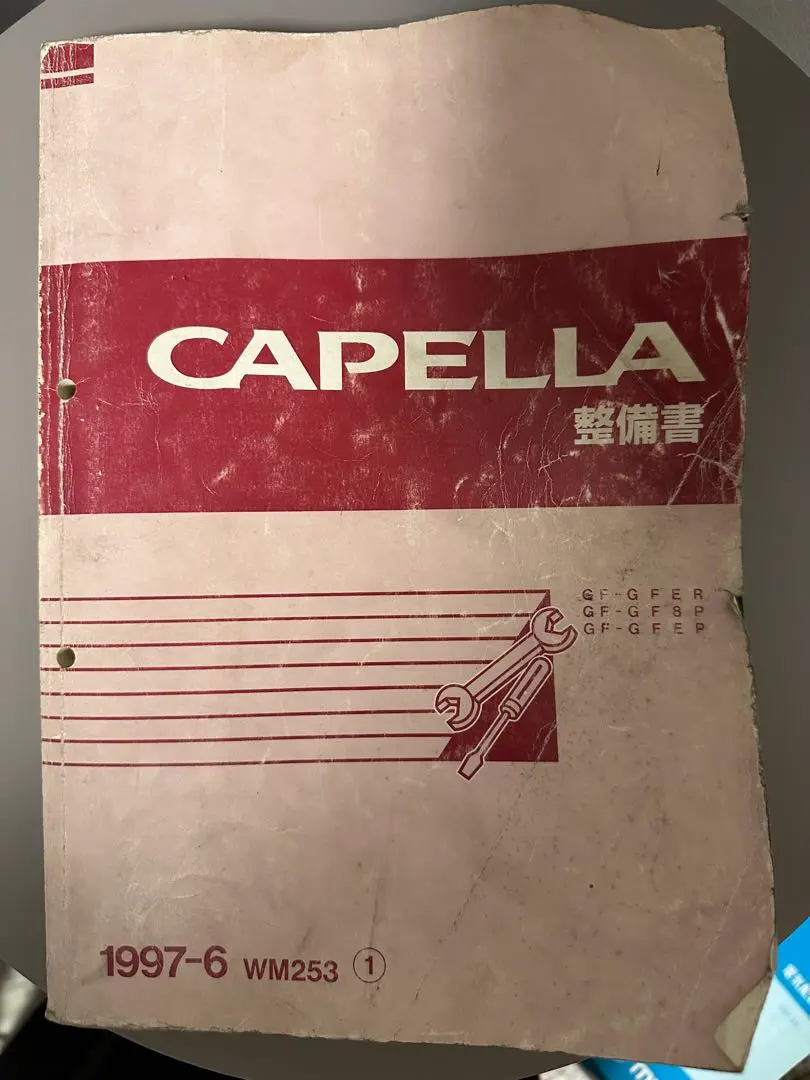 CAPELLA
整備書
GF-GFER
GF-GF8P
GF-GFEP
1997-6 WM253 ①